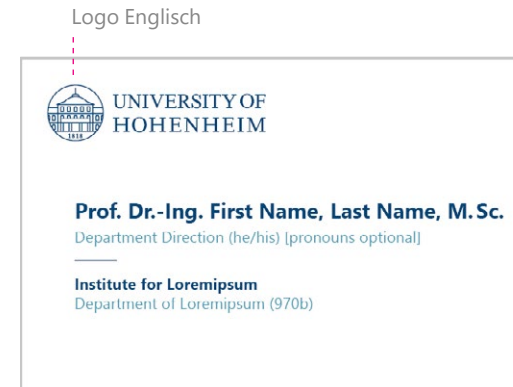 Logo Englisch
UNIVERSITY OF
HOHENHEIM
1818
Prof. Dr.-Ing. First Name, Last Name, M. Sc.
Department Direction (he/his) [pronouns optional]
Institute for Loremipsum
Department of Loremipsum (970b)